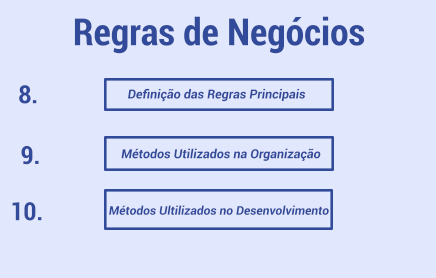 Regras de Negócios
8. Definição das Regras Principais
9. Métodos Utilizados na Organização
10. Métodos Ultilizados no Desenvolvimento